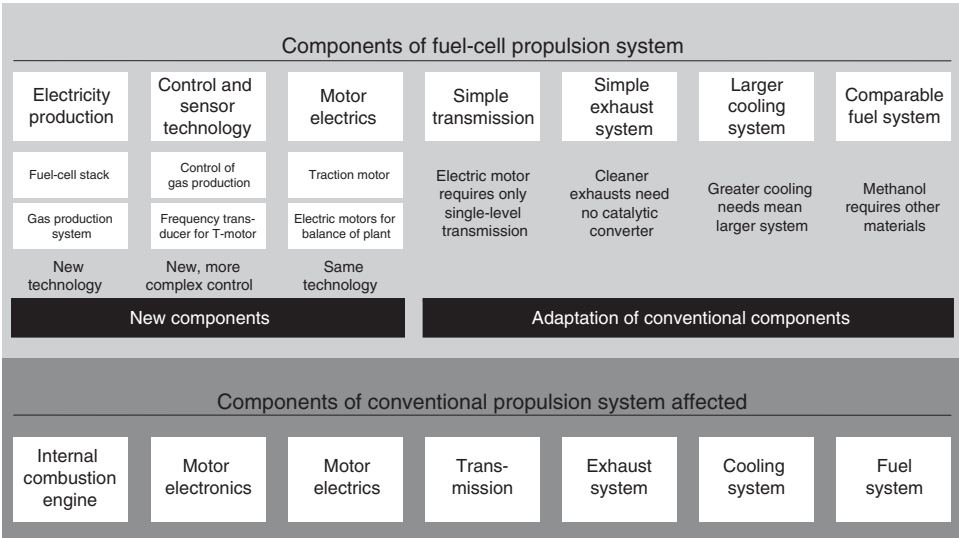 Components of fuel-cell propulsion system
Electricity
production
Control and
sensor
technology
Motor
electrics
Simple
transmission
Simple
exhaust
system
Larger
cooling
system
Comparable
fuel system
Fuel-cell stack
Control of
gas production
Traction motor
Gas production
system
Frequency trans-
ducer for T-motor
Electric motors for
balance of plant
Electric motor
requires only
single-level
transmission
Cleaner
exhausts need
no catalytic
converter
Greater cooling
needs mean
larger system
Methanol
requires other
materials
New
technology
New, more
complex control
Same
technology
New components
Adaptation of conventional components
Components of conventional propulsion system affected
Internal
combustion
engine
Motor
electronics
Motor
electrics
Trans-
mission
Exhaust
system
Cooling
system
Fuel
system